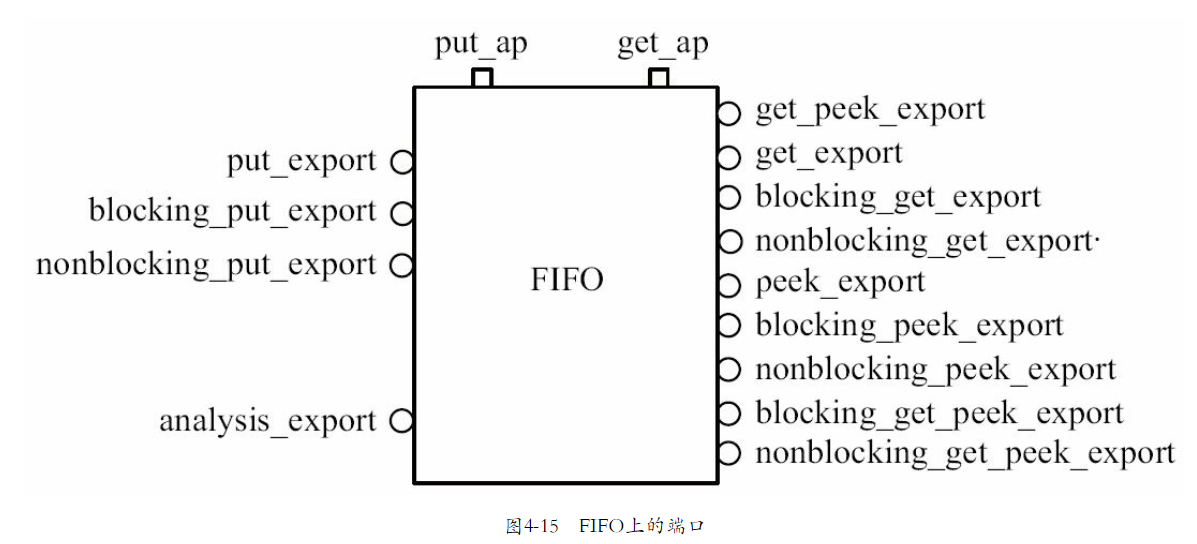 put_ap
get_ap
get_peek_export
get_export
put_export
blocking_get_export
blocking_put_export
nonblocking_get_export·
nonblocking_put_export
FIFO
peek_export
blocking_peek_export
nonblocking_peek_export
analysis_export
blocking_get_peek_export
nonblocking_get_peek_export
图4-15 FIFO上的端口